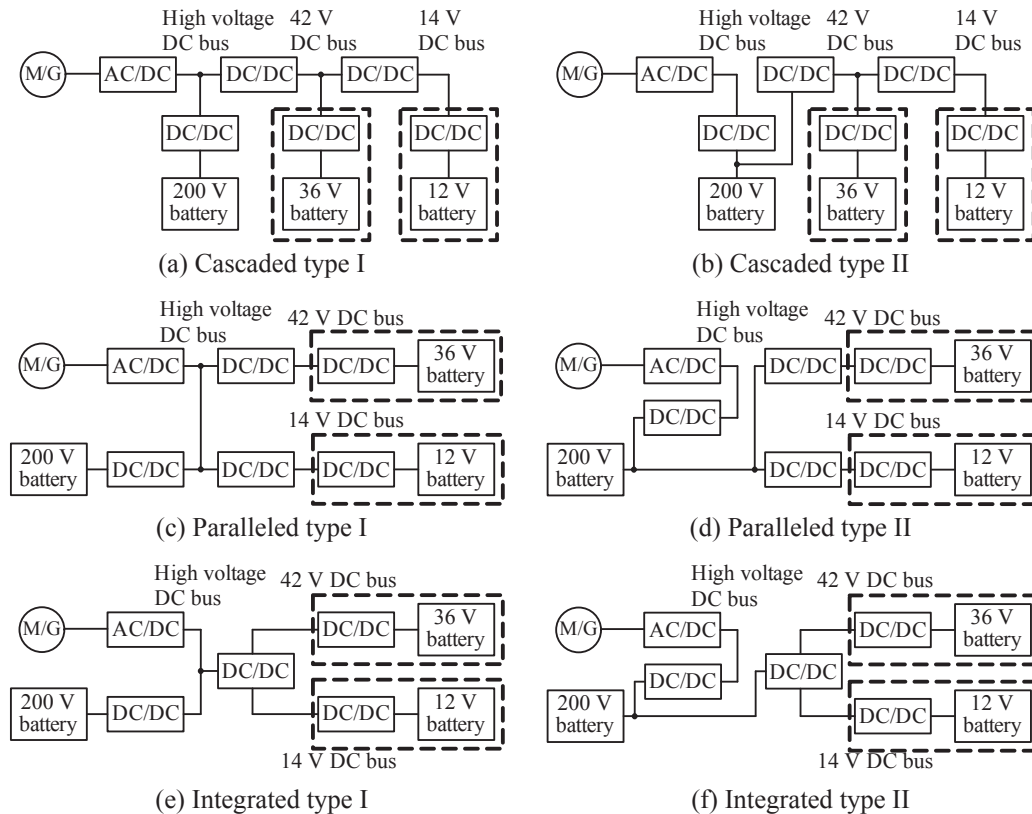 High voltage
DC bus
42 V
DC bus
14 V
DC bus
M/G
AC/DC
DC/DC
DC/DC
DC/DC
DC/DC
DC/DC
200 V
battery
36 V
battery
12 V
battery
(a) Cascaded type I
High voltage
DC bus
42 V
DC bus
14 V
DC bus
M/G
AC/DC
DC/DC
DC/DC
DC/DC
DC/DC
DC/DC
200 V
battery
36 V
battery
12 V
battery
(b) Cascaded type II
High voltage
DC bus
42 V DC bus
M/G
AC/DC
DC/DC
DC/DC
36 V
battery
14 V DC bus
200 V
battery
DC/DC
DC/DC
DC/DC
12 V
battery
(c) Paralleled type I
High voltage
DC bus
42 V DC bus
M/G
AC/DC
DC/DC
DC/DC
36 V
battery
DC/DC
14 V DC bus
200 V
battery
DC/DC
DC/DC
12 V
battery
(d) Paralleled type II
High voltage
DC bus
42 V DC bus
M/G
AC/DC
DC/DC
36 V
battery
DC/DC
200 V
battery
DC/DC
DC/DC
12 V
battery
14 V DC bus
(e) Integrated type I
High voltage
DC bus
42 V DC bus
M/G
AC/DC
DC/DC
36 V
battery
DC/DC
DC/DC
200 V
battery
DC/DC
12 V
battery
14 V DC bus
(f) Integrated type II